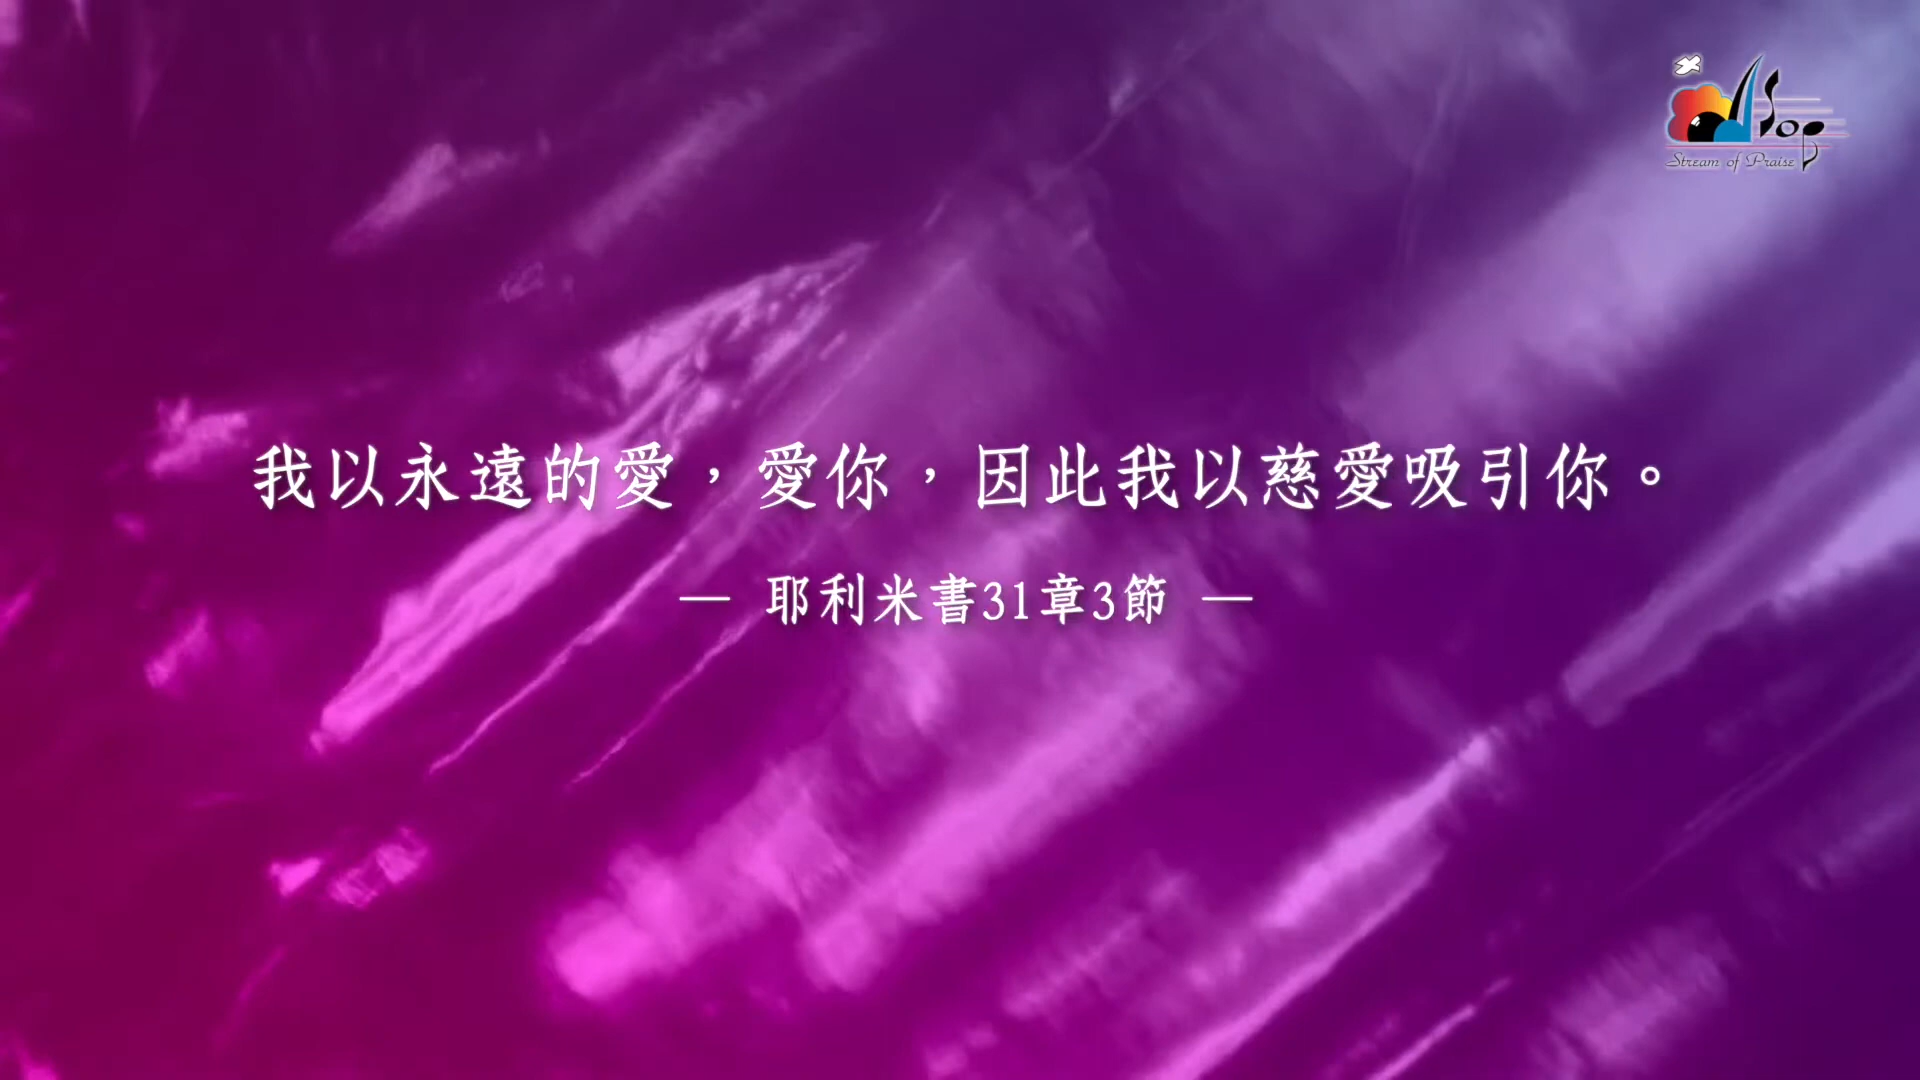 SOP
Stream of Praise
我以永遠的愛，愛你，因此我以慈愛吸引你。
— 耶利米書31章3節 —